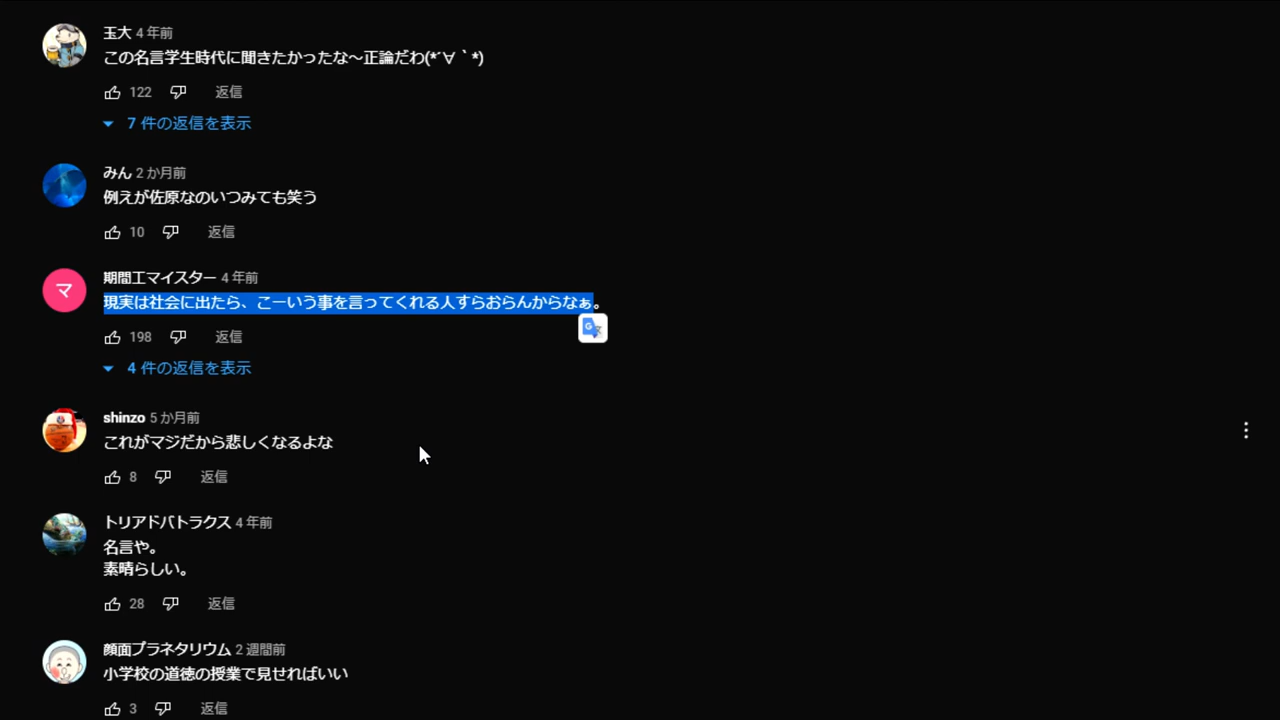 玉大 4 年前
この名言学生時代に聞きたかったな〜正論だわ(*´∀｀*)
122 返信
7 件の返信を表示
みん 2 か月前
例えが佐原なのいつみても笑う
10 返信
マ
期間工マイスター 4 年前
現実は社会に出たら、こーいう事を言ってくれる人すらおらんからなぁ。
G
198 返信
4 件の返信を表示
shinzo 5 か月前
これがマジだから悲しくなるよな
8 返信
トリアドバトラクス 4 年前
名言や。
素晴らしい。
28 返信
顔面プラネタリウム 2 週間前
小学校の道徳の授業で見せればいい
3 返信